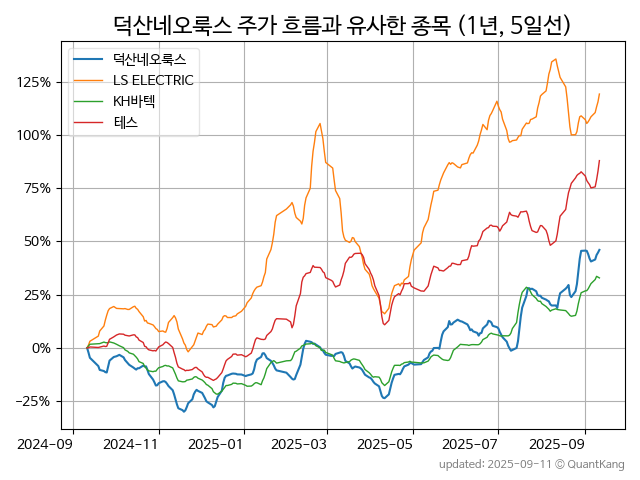 덕산네오룩스 주가 흐름과 유사한 종목 (1년, 5일선)
덕산네오룩스
LS ELECTRIC
KH바텍
테스
125%
100%
75%
50%
25%
0%
−25%
2024-09
2024-11
2025-01
2025-03
2025-05
2025-07
2025-09
updated: 2025-09-11 © QuantKang